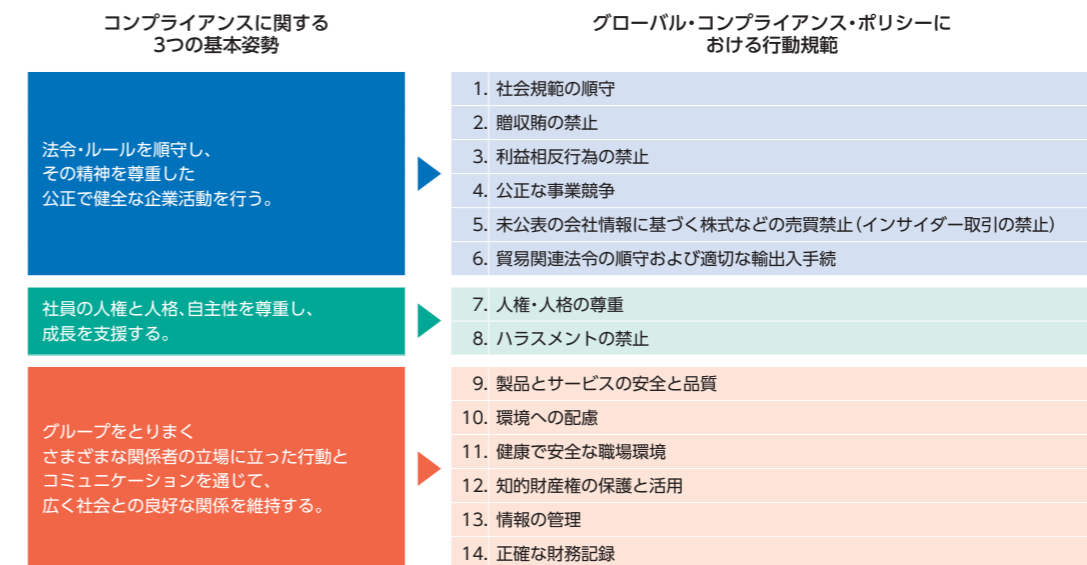 コンプライアンスに関する
3つの基本姿勢
グローバル・コンプライアンス・ポリシーに
おける行動規範
法令・ルールを順守し、
その精神を尊重した
公正で健全な企業活動を行う。
1. 社会規範の順守
2. 贈収賄の禁止
3. 利益相反行為の禁止
4. 公正な事業競争
5. 未公表の会社情報に基づく株式などの売買禁止（インサイダー取引の禁止）
6. 貿易関連法令の順守および適切な輸出入手続
社員の人権と人格、自主性を尊重し、
成長を支援する。
7. 人権・人格の尊重
8. ハラスメントの禁止
グループをとりまく
さまざまな関係者の立場に立った行動と
コミュニケーションを通じて、
広く社会との良好な関係を維持する。
9. 製品とサービスの安全と品質
10. 環境への配慮
11. 健康で安全な職場環境
12. 知的財産権の保護と活用
13. 情報の管理
14. 正確な財務記録